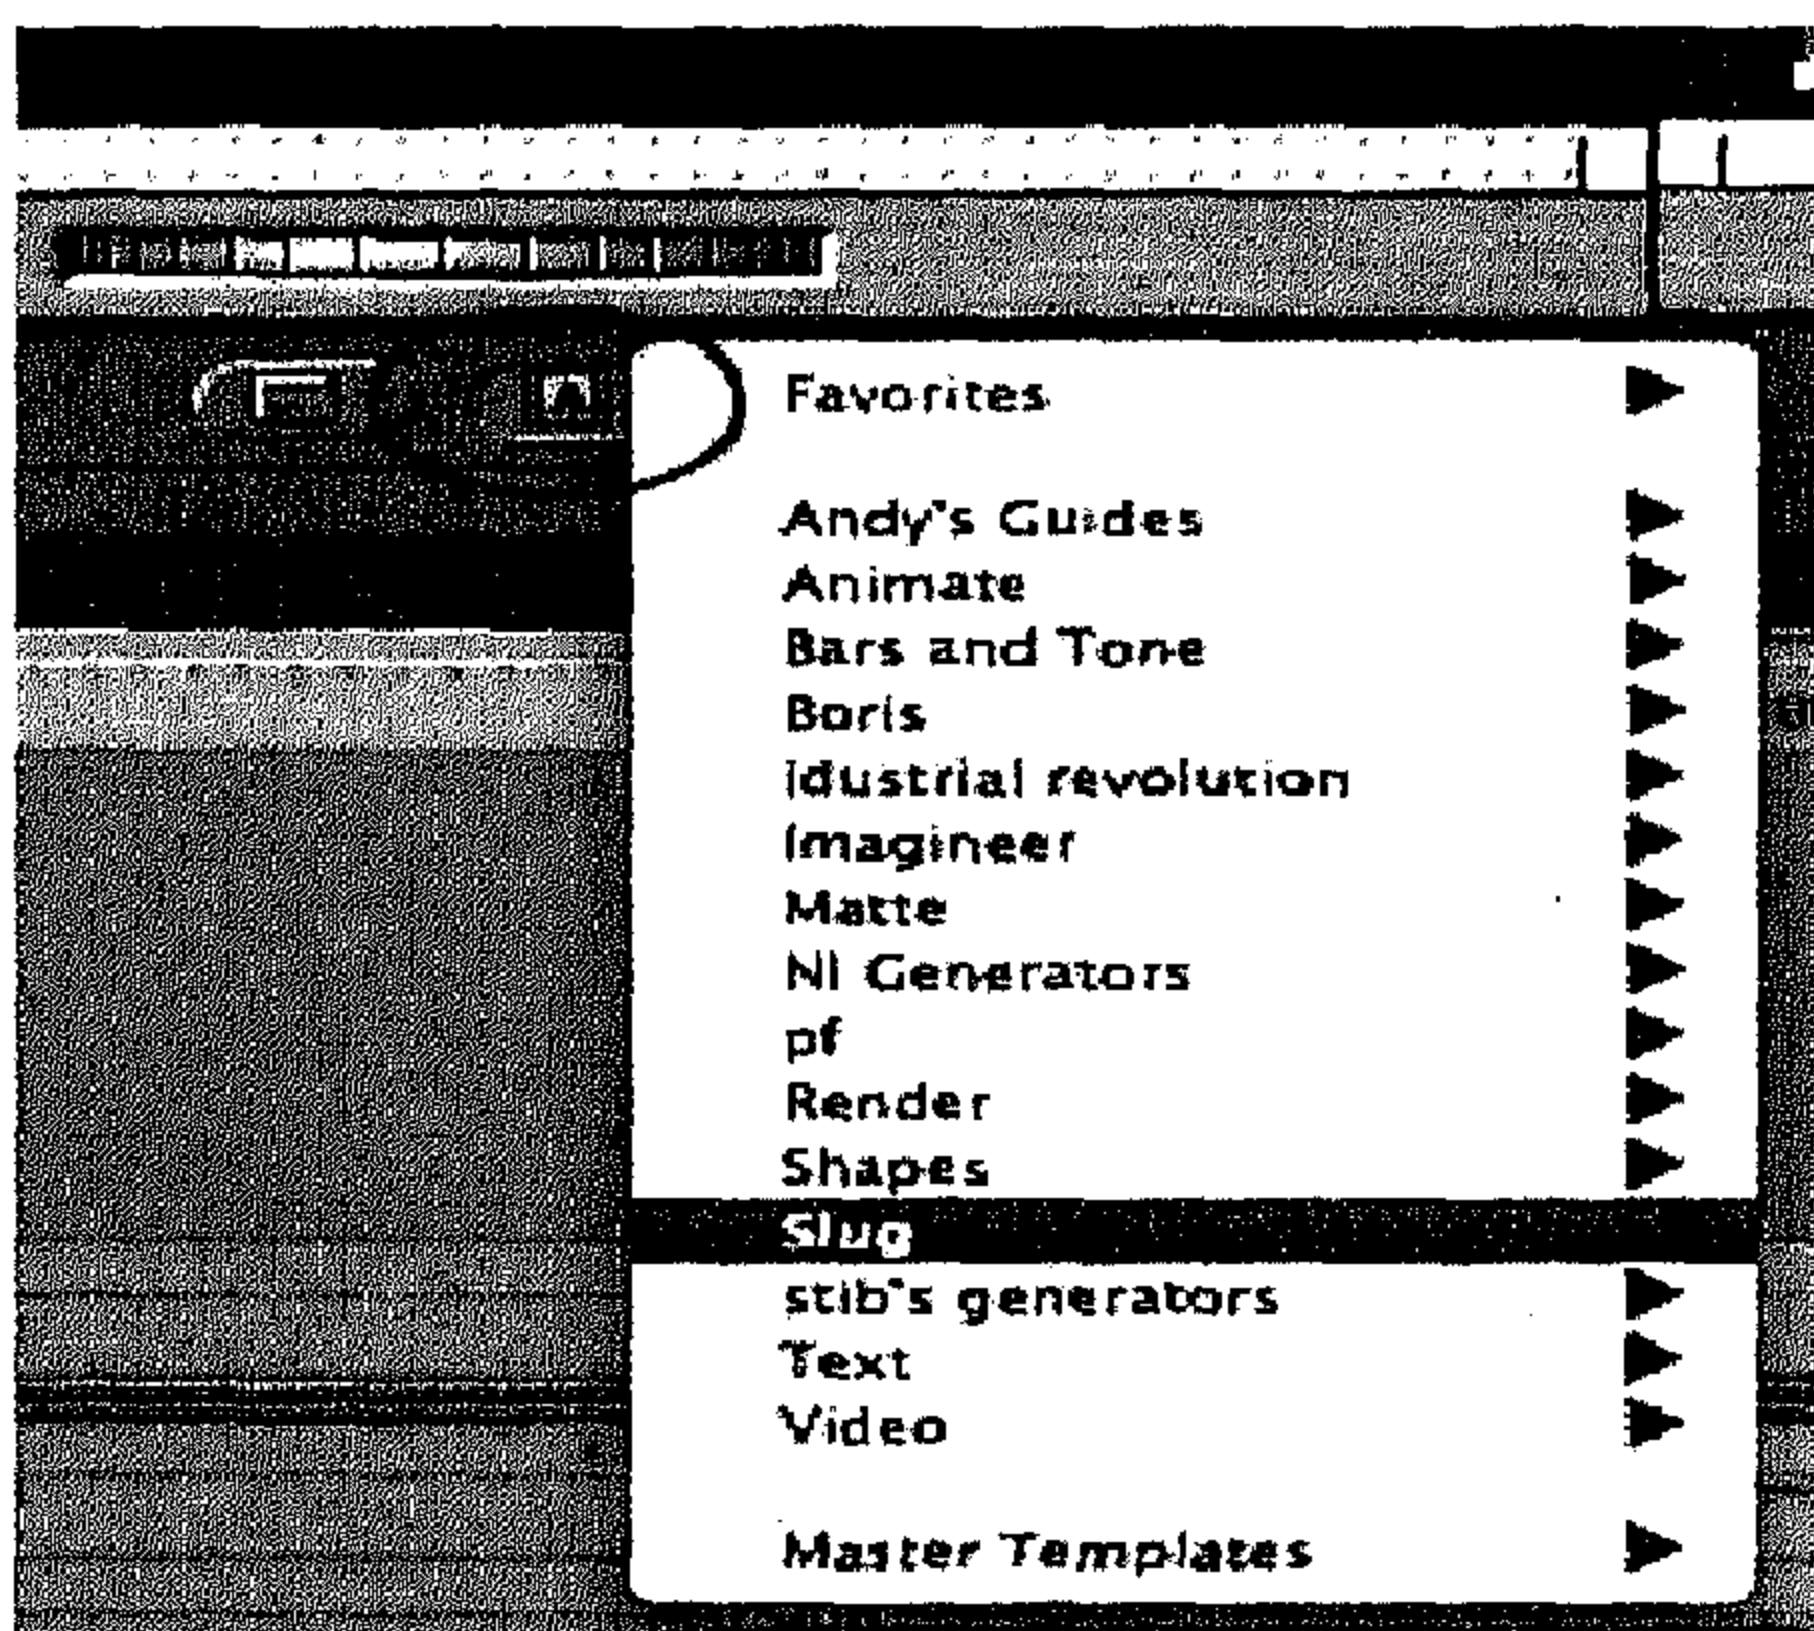 Favorites
Andy's Guides
Animate
Bars and Tone
Boris
Idustrial revolution
Imagineer
Matte
NI Generators
pf
Render
Shapes
Slug
stib's generators
Text
Video
Master Templates